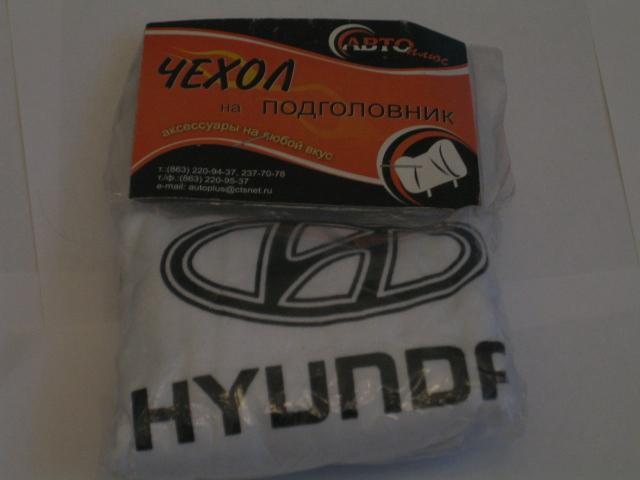 АВТО плюс
ЧЕХОЛ
на ПОДГОЛОВНИК
аксессуары на любой вкус
т:(863) 220-94-37, 237-70-78
т./ф.:(863) 220-95-37
e-mail: autoplus@ctsnet.ru
HYUNDA